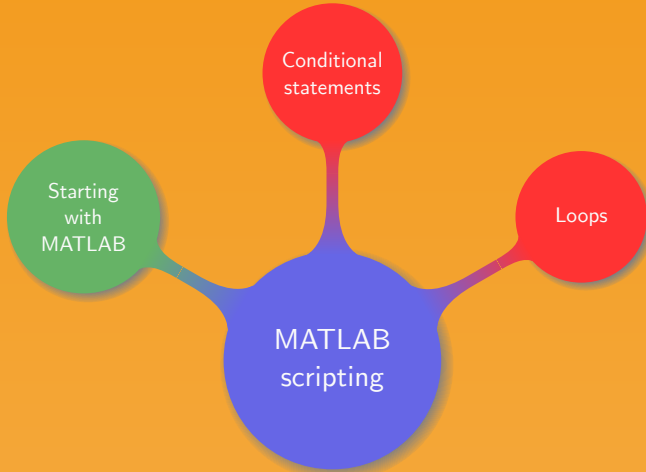 Conditional
statements
Starting
with
MATLAB
Loops
MATLAB
scripting